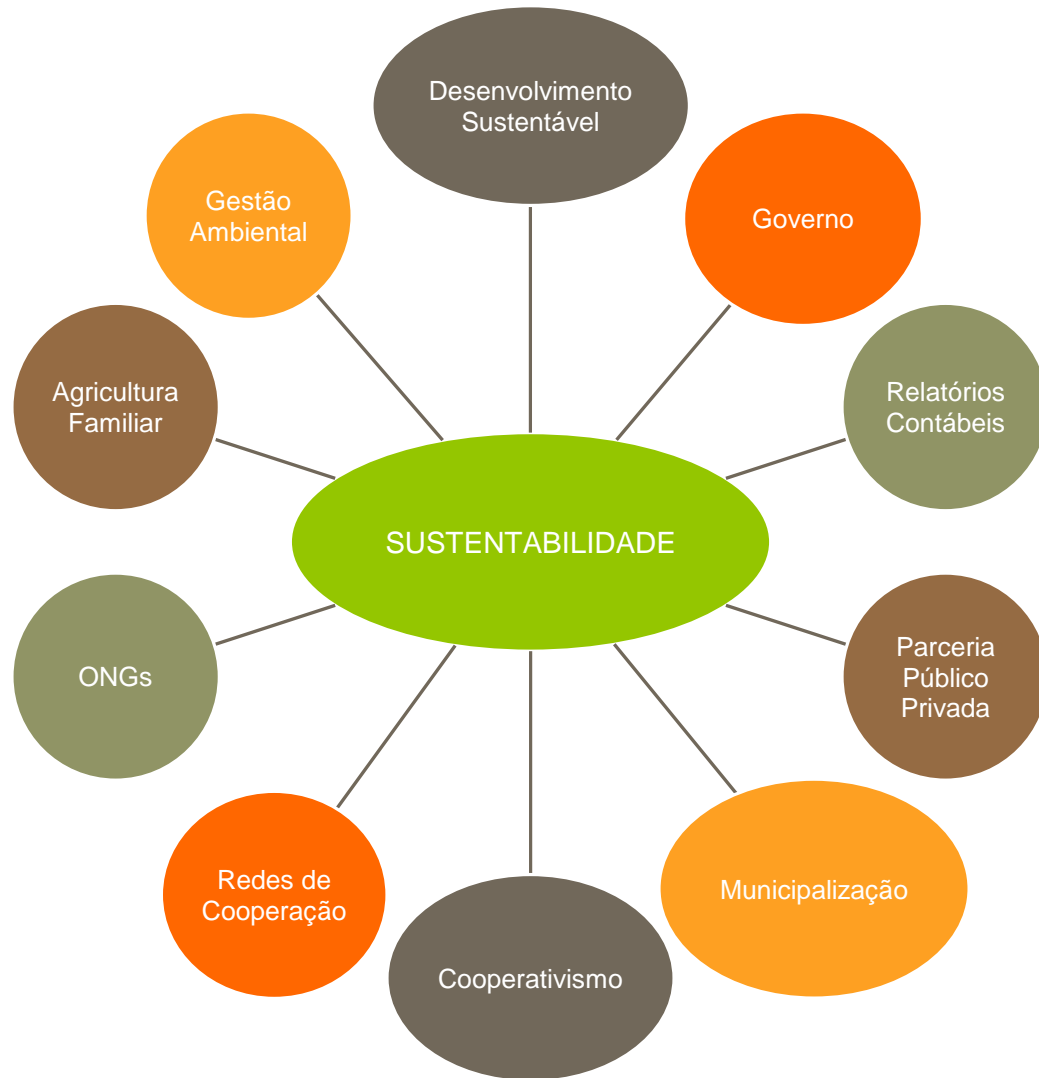 Desenvolvimento
Sustentável
Gestão
Ambiental
Governo
Agricultura
Familiar
Relatórios
Contábeis
SUSTENTABILIDADE
ONGs
Parceria
Público
Privada
Redes de
Cooperação
Municipalização
Cooperativismo